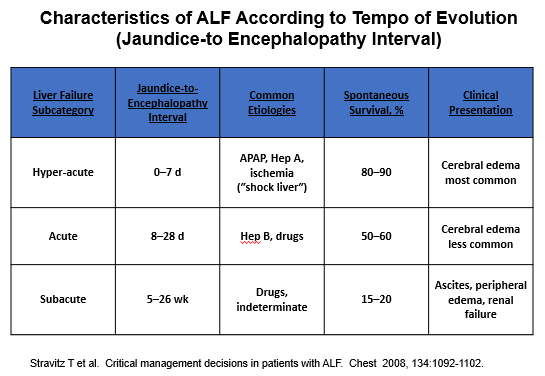 Characteristics of ALF According to Tempo of Evolution
(Jaundice-to Encephalopathy Interval)
Liver Failure
Subcategory
Jaundice-to-
Encephalopathy
Interval
Common
Etiologies
Spontaneous
Survival, %
Clinical
Presentation
Hyper-acute
0–7 d
APAP, Hep A,
ischemia
("shock liver")
80–90
Cerebral edema
most common
Acute
8–28 d
Hep B, drugs
50–60
Cerebral edema
less common
Subacute
5–26 wk
Drugs,
indeterminate
15–20
Ascites, peripheral
edema, renal
failure
Stravitz T et al.  Critical management decisions in patients with ALF.  Chest  2008, 134:1092-1102.